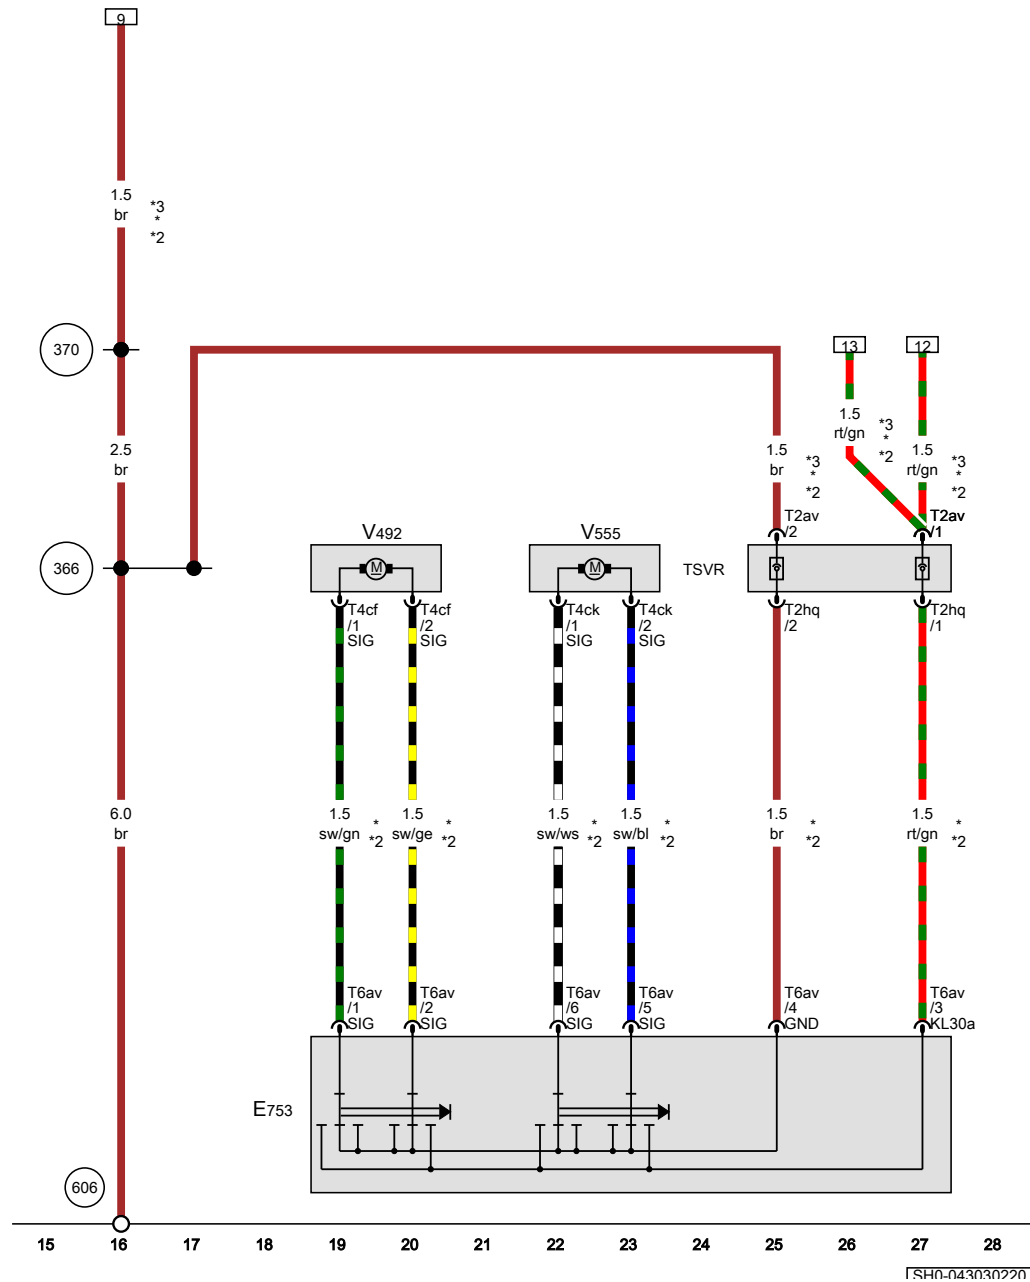 9
1.5
br
*3
*
*2
370
13
12
1.5
rt/gn
*3
*
*2
2.5
br
1.5
br
*3
*
*2
1.5
rt/gn
*3
*
*2
T2av
/2
T2av
/1
V492
V555
366
TSVR
T4cf
/1
SIG
T4cf
/2
SIG
T4ck
/1
SIG
T4ck
/2
SIG
T2hq
/2
T2hq
/1
6.0
br
1.5
sw/gn
*
*2
1.5
sw/ge
*
*2
1.5
sw/ws
*
*2
1.5
sw/bl
*
*2
1.5
br
*
*2
1.5
rt/gn
*
*2
T6av
/1
SIG
T6av
/2
SIG
T6av
/6
SIG
T6av
/5
SIG
T6av
/4
GND
T6av
/3
KL30a
M
M
E753
606
15 16 17 18 19 20 21 22 23 24 25 26 27 28
SH0-043030220